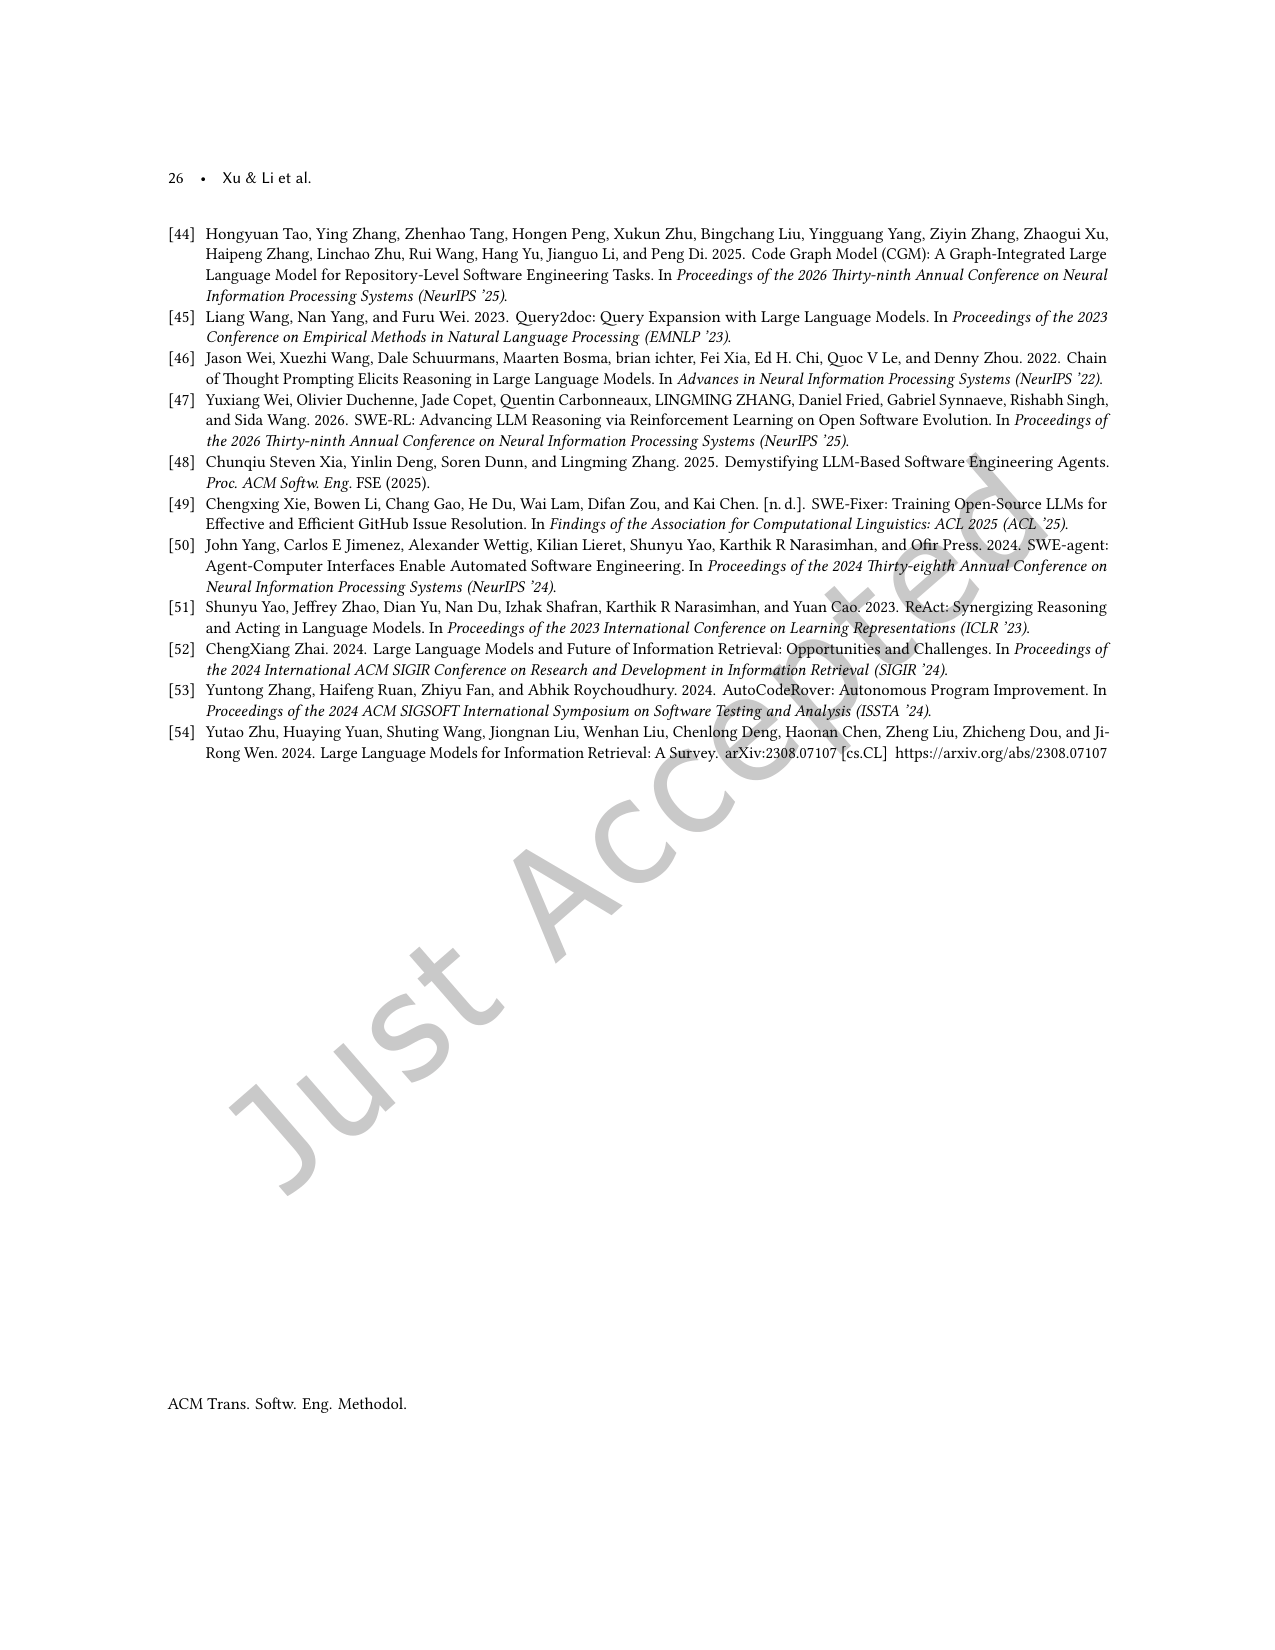 26 • Xu & Li et al.
[44] Hongyuan Tao, Ying Zhang, Zhenhao Tang, Hongen Peng, Xukun Zhu, Bingchang Liu, Yingguang Yang, Ziyin Zhang, Zhaogui Xu,
Haipeng Zhang, Linchao Zhu, Rui Wang, Hang Yu, Jianguo Li, and Peng Di. 2025. Code Graph Model (CGM): A Graph-Integrated Large
Language Model for Repository-Level Software Engineering Tasks. In Proceedings of the 2026 Thirty-ninth Annual Conference on Neural
Information Processing Systems (NeurIPS ’25).
[45] Liang Wang, Nan Yang, and Furu Wei. 2023. Query2doc: Query Expansion with Large Language Models. In Proceedings of the 2023
Conference on Empirical Methods in Natural Language Processing (EMNLP ’23).
[46] Jason Wei, Xuezhi Wang, Dale Schuurmans, Maarten Bosma, brian ichter, Fei Xia, Ed H. Chi, Quoc V Le, and Denny Zhou. 2022. Chain
of Thought Prompting Elicits Reasoning in Large Language Models. In Advances in Neural Information Processing Systems (NeurIPS ’22).
[47] Yuxiang Wei, Olivier Duchenne, Jade Copet, Quentin Carbonneaux, LINGMING ZHANG, Daniel Fried, Gabriel Synnaeve, Rishabh Singh,
and Sida Wang. 2026. SWE-RL: Advancing LLM Reasoning via Reinforcement Learning on Open Software Evolution. In Proceedings of
the 2026 Thirty-ninth Annual Conference on Neural Information Processing Systems (NeurIPS ’25).
[48] Chunqiu Steven Xia, Yinlin Deng, Soren Dunn, and Lingming Zhang. 2025. Demystifying LLM-Based Software Engineering Agents.
Proc. ACM Softw. Eng. FSE (2025).
[49] Chengxing Xie, Bowen Li, Chang Gao, He Du, Wai Lam, Difan Zou, and Kai Chen. [n. d.]. SWE-Fixer: Training Open-Source LLMs for
Effective and Efficient GitHub Issue Resolution. In Findings of the Association for Computational Linguistics: ACL 2025 (ACL ’25).
[50] John Yang, Carlos E Jimenez, Alexander Wettig, Kilian Lieret, Shunyu Yao, Karthik R Narasimhan, and Ofir Press. 2024. SWE-agent:
Agent-Computer Interfaces Enable Automated Software Engineering. In Proceedings of the 2024 Thirty-eighth Annual Conference on
Neural Information Processing Systems (NeurIPS ’24).
[51] Shunyu Yao, Jeffrey Zhao, Dian Yu, Nan Du, Izhak Shafran, Karthik R Narasimhan, and Yuan Cao. 2023. ReAct: Synergizing Reasoning
and Acting in Language Models. In Proceedings of the 2023 International Conference on Learning Representations (ICLR ’23).
[52] ChengXiang Zhai. 2024. Large Language Models and Future of Information Retrieval: Opportunities and Challenges. In Proceedings of
the 2024 International ACM SIGIR Conference on Research and Development in Information Retrieval (SIGIR ’24).
[53] Yuntong Zhang, Haifeng Ruan, Zhiyu Fan, and Abhik Roychoudhury. 2024. AutoCodeRover: Autonomous Program Improvement. In
Proceedings of the 2024 ACM SIGSOFT International Symposium on Software Testing and Analysis (ISSTA ’24).
[54] Yutao Zhu, Huaying Yuan, Shuting Wang, Jiongnan Liu, Wenhan Liu, Chenlong Deng, Haonan Chen, Zheng Liu, Zhicheng Dou, and Ji-
Rong Wen. 2024. Large Language Models for Information Retrieval: A Survey. arXiv:2308.07107 [cs.CL] https://arxiv.org/abs/2308.07107
Just Accepted
ACM Trans. Softw. Eng. Methodol.